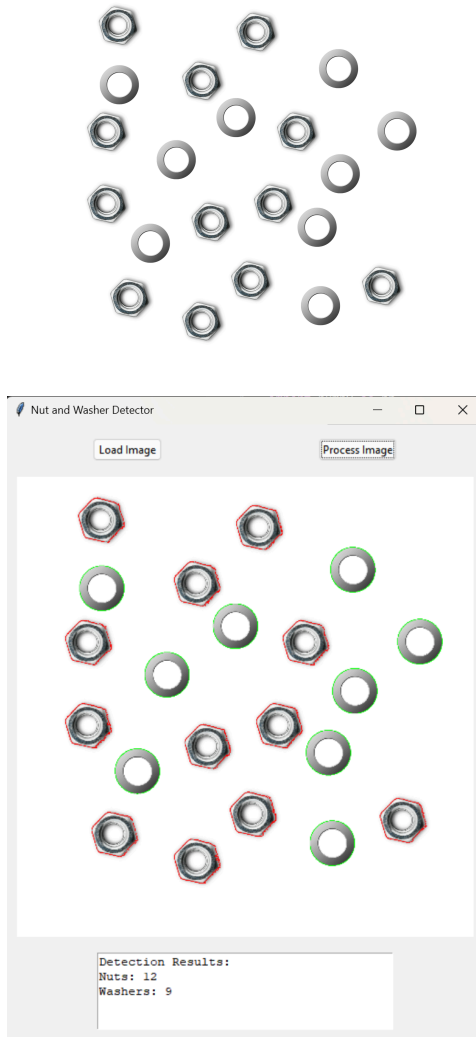 Nut and Washer Detector
Load Image
Process Image
Detection Results:
Nuts: 12
Washers: 9